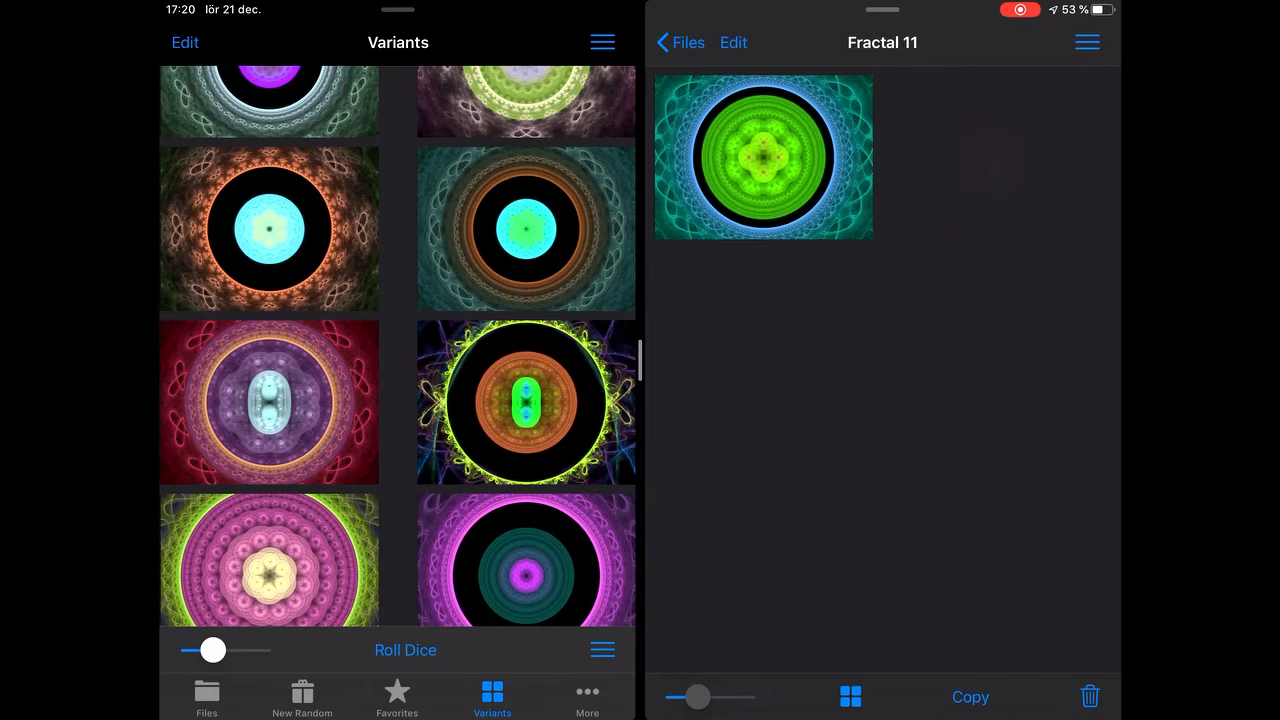 17:20 lör 21 dec.
Edit
Variants
Roll Dice
Files
New Random
Favorites
Variants
More
53 %
Files
Edit
Fractal 11
Copy